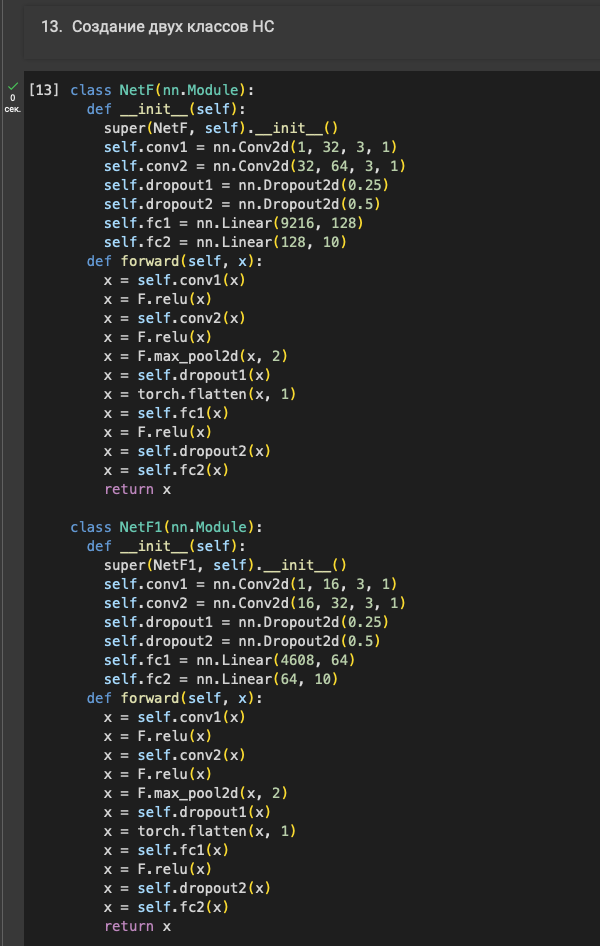 13. Создание двух классов НС
0
сек.
[13] class NetF(nn.Module):
  def __init__(self):
    super(NetF, self).__init__()
    self.conv1 = nn.Conv2d(1, 32, 3, 1)
    self.conv2 = nn.Conv2d(32, 64, 3, 1)
    self.dropout1 = nn.Dropout2d(0.25)
    self.dropout2 = nn.Dropout2d(0.5)
    self.fc1 = nn.Linear(9216, 128)
    self.fc2 = nn.Linear(128, 10)
  def forward(self, x):
    x = self.conv1(x)
    x = F.relu(x)
    x = self.conv2(x)
    x = F.relu(x)
    x = F.max_pool2d(x, 2)
    x = self.dropout1(x)
    x = torch.flatten(x, 1)
    x = self.fc1(x)
    x = F.relu(x)
    x = self.dropout2(x)
    x = self.fc2(x)
    return x
class NetF1(nn.Module):
  def __init__(self):
    super(NetF1, self).__init__()
    self.conv1 = nn.Conv2d(1, 16, 3, 1)
    self.conv2 = nn.Conv2d(16, 32, 3, 1)
    self.dropout1 = nn.Dropout2d(0.25)
    self.dropout2 = nn.Dropout2d(0.5)
    self.fc1 = nn.Linear(4608, 64)
    self.fc2 = nn.Linear(64, 10)
  def forward(self, x):
    x = self.conv1(x)
    x = F.relu(x)
    x = self.conv2(x)
    x = F.relu(x)
    x = F.max_pool2d(x, 2)
    x = self.dropout1(x)
    x = torch.flatten(x, 1)
    x = self.fc1(x)
    x = F.relu(x)
    x = self.dropout2(x)
    x = self.fc2(x)
    return x